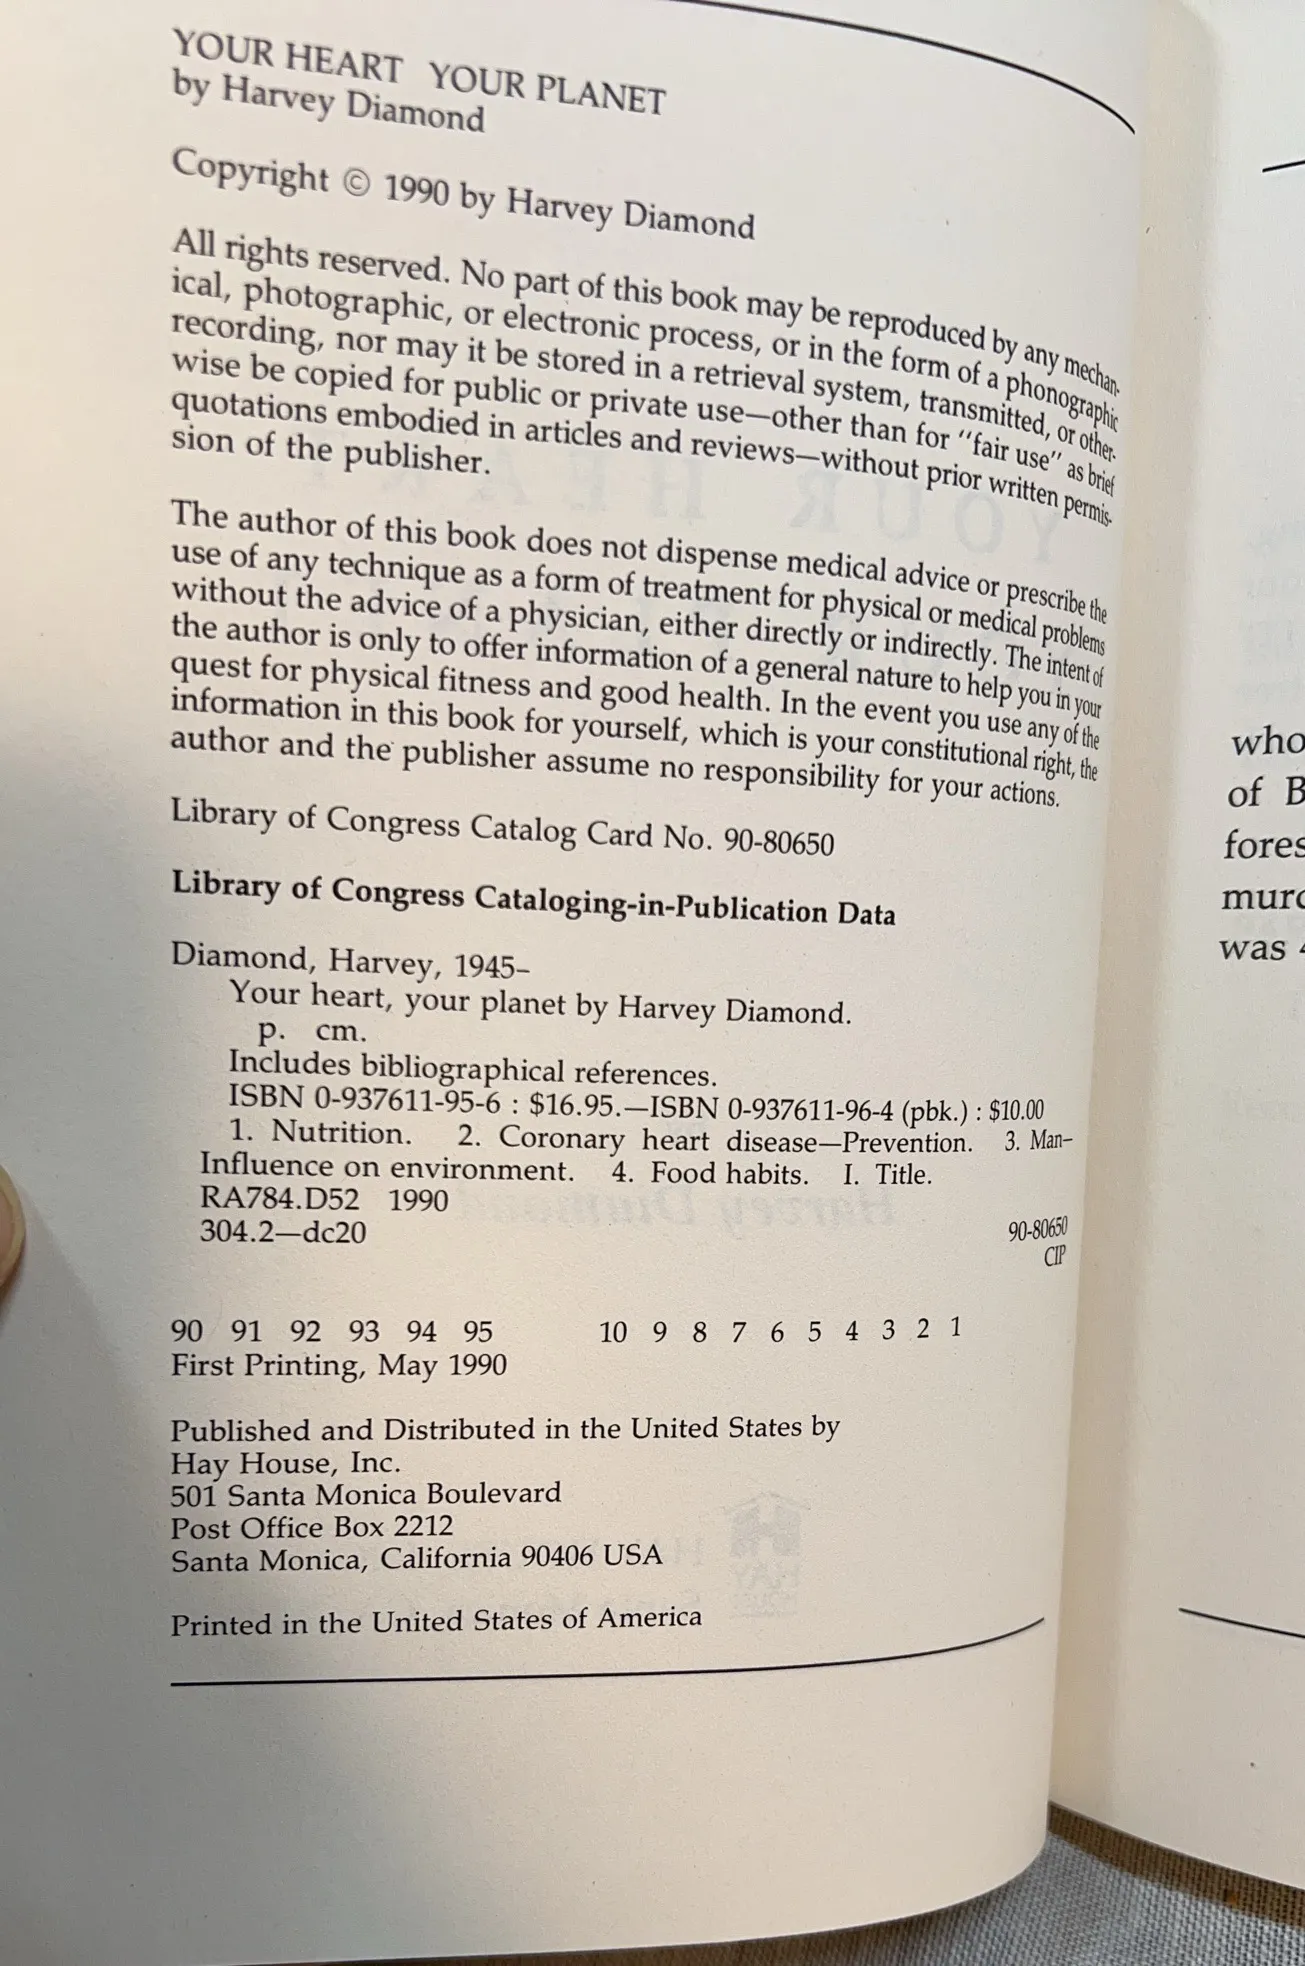 YOUR HEART YOUR PLANET
by Harvey Diamond
Copyright © 1990 by Harvey Diamond
All rights reserved. No part of this book may be reproduced by any mechan-
ical, photographic, or electronic process, or in the form of a phonographic
recording, nor may it be stored in a retrieval system, transmitted, or other-
wise be copied for public or private use—other than for "fair use" as brief
quotations embodied in articles and reviews—without prior written permis-
sion of the publisher.
The author of this book does not dispense medical advice or prescribe the
use of any technique as a form of treatment for physical or medical problems
without the advice of a physician, either directly or indirectly. The intent of
the author is only to offer information of a general nature to help you in your
quest for physical fitness and good health. In the event you use any of the
information in this book for yourself, which is your constitutional right, the
author and the publisher assume no responsibility for your actions.
Library of Congress Catalog Card No. 90-80650
Library of Congress Cataloging-in-Publication Data
Diamond, Harvey, 1945–
Your heart, your planet by Harvey Diamond.
p. cm.
Includes bibliographical references.
ISBN 0-937611-95-6 : $16.95.—ISBN 0-937611-96-4 (pbk.) : $10.00
1. Nutrition. 2. Coronary heart disease—Prevention. 3. Man–
Influence on environment. 4. Food habits. I. Title.
RA784.D52 1990
304.2—dc20 90-80650
CIP
90 91 92 93 94 95 10 9 8 7 6 5 4 3 2 1
First Printing, May 1990
Published and Distributed in the United States by
Hay House, Inc.
501 Santa Monica Boulevard
Post Office Box 2212
Santa Monica, California 90406 USA
Printed in the United States of America
who
of B
fores
murd
was